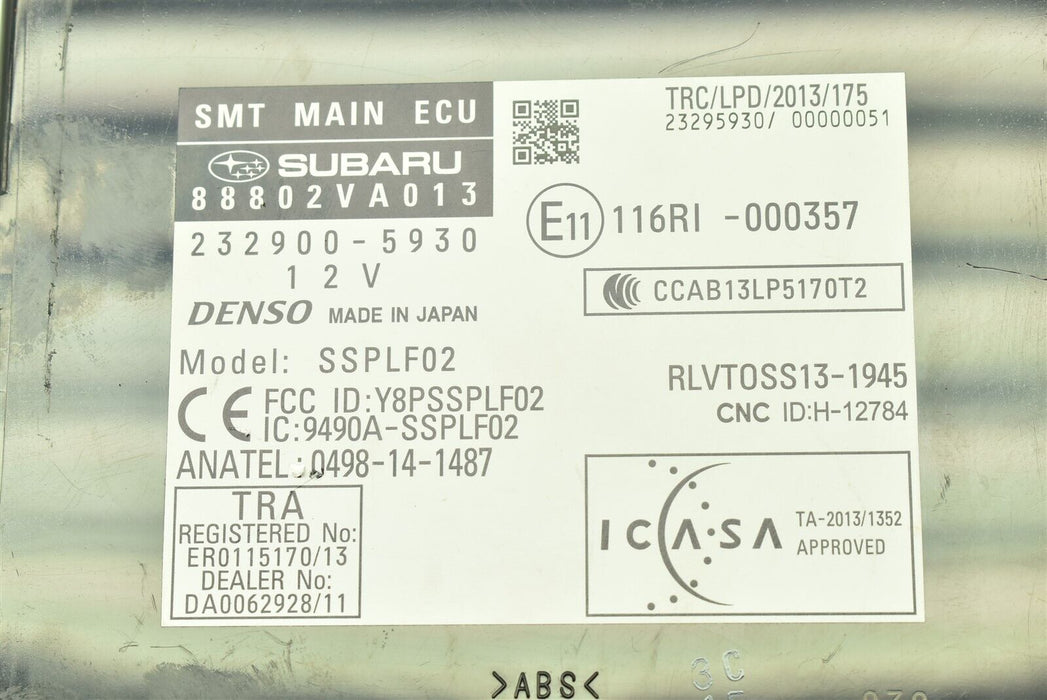 SMT MAIN ECU
SUBARU
88802VA013
232900-5930
12V
DENSO MADE IN JAPAN
Model: SSPLF02
CE FCC ID:Y8PSSPLF02
IC:9490A-SSPLF02
ANATEL:0498-14-1487
TRA
REGISTERED No:
ER0115170/13
DEALER No:
DA0062928/11
TRC/LPD/2013/175
23295930/ 00000051
E11 116RI -000357
CCAB13LP5170T2
RLVTOSS13-1945
CNC ID:H-12784
ICASA TA-2013/1352
APPROVED
>ABS<
3C